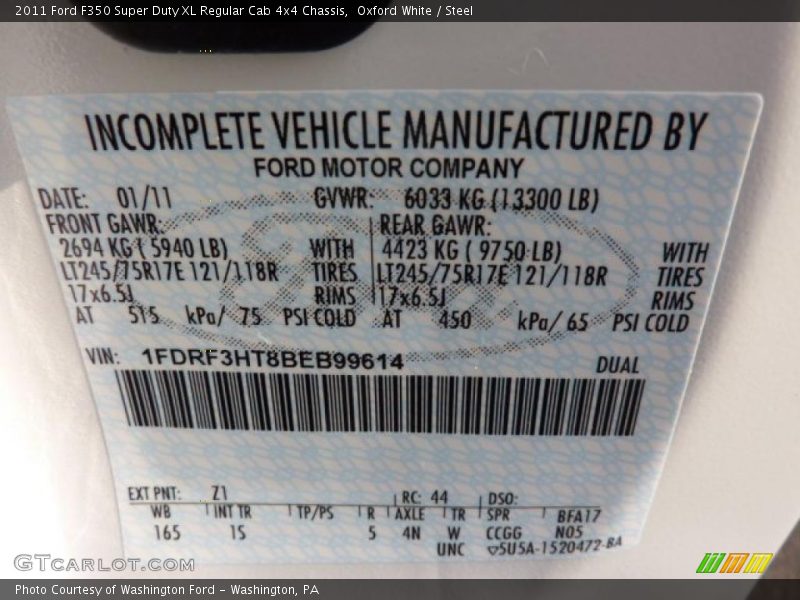 2011 Ford F350 Super Duty XL Regular Cab 4x4 Chassis,  Oxford White / Steel
INCOMPLETE VEHICLE MANUFACTURED BY
FORD MOTOR COMPANY
DATE: 01/11 GVWR: 6033 KG (13300 LB)
FRONT GAWR: REAR GAWR:
2694 KG ( 5940 LB) WITH 4423 KG ( 9750 LB) WITH
LT245/75R17E 121/118R TIRES LT245/75R17E 121/118R TIRES
17x6.5J RIMS 17x6.5J RIMS
AT 515 kPa/ 75 PSI COLD AT 450 kPa/ 65 PSI COLD
VIN: 1FDRF3HT8BEB99614 DUAL
EXT PNT: Z1 RC: 44 DSO:
WB INT TR TP/PS R AXLE TR SPR BFA17
165 1S 5 4N W CCGG N05
UNC ▽5U5A-1520472-BA
GTCARLOT.COM
Photo Courtesy of Washington Ford - Washington, PA